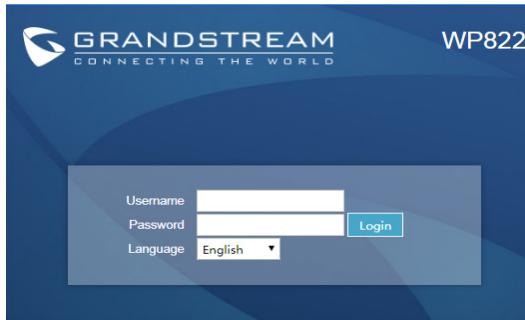 GRANDSTREAM
CONNECTING THE WORLD
WP822
Username
Password
Login
Language
English